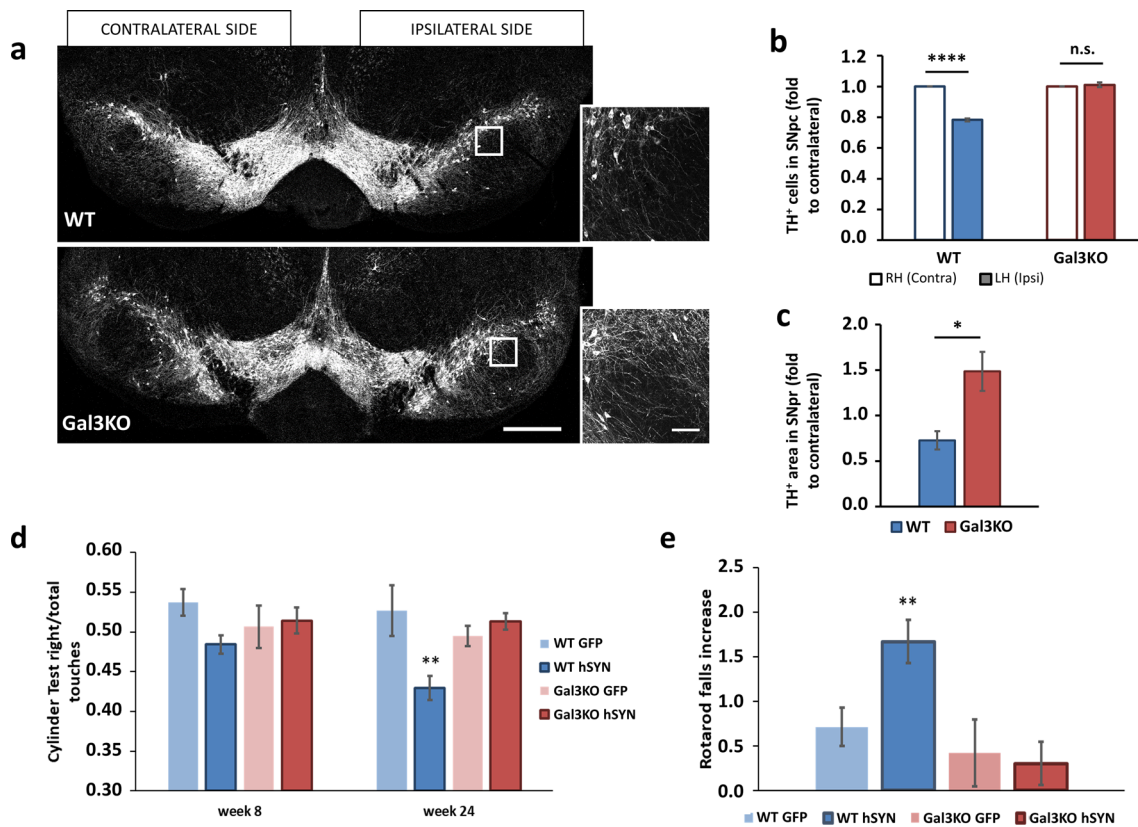 CONTRALATERAL SIDE
IPSILATERAL SIDE
a
WT
Gal3KO
b
TH⁺ cells in SNpc (fold
to contralateral)
1.0
0.8
0.6
0.4
0.2
0.0
****
n.s.
WT
Gal3KO
RH (Contra)
LH (Ipsi)
c
TH⁺ area in SNpr (fold
to contralateral)
2.0
1.5
1.0
0.5
0.0
*
WT
Gal3KO
d
Cylinder Test right/total
touches
0.60
0.55
0.50
0.45
0.40
0.35
0.30
**
week 8
week 24
WT GFP
WT hSYN
Gal3KO GFP
Gal3KO hSYN
e
Rotarod falls increase
2.5
2.0
1.5
1.0
0.5
0.0
**
WT GFP
WT hSYN
Gal3KO GFP
Gal3KO hSYN